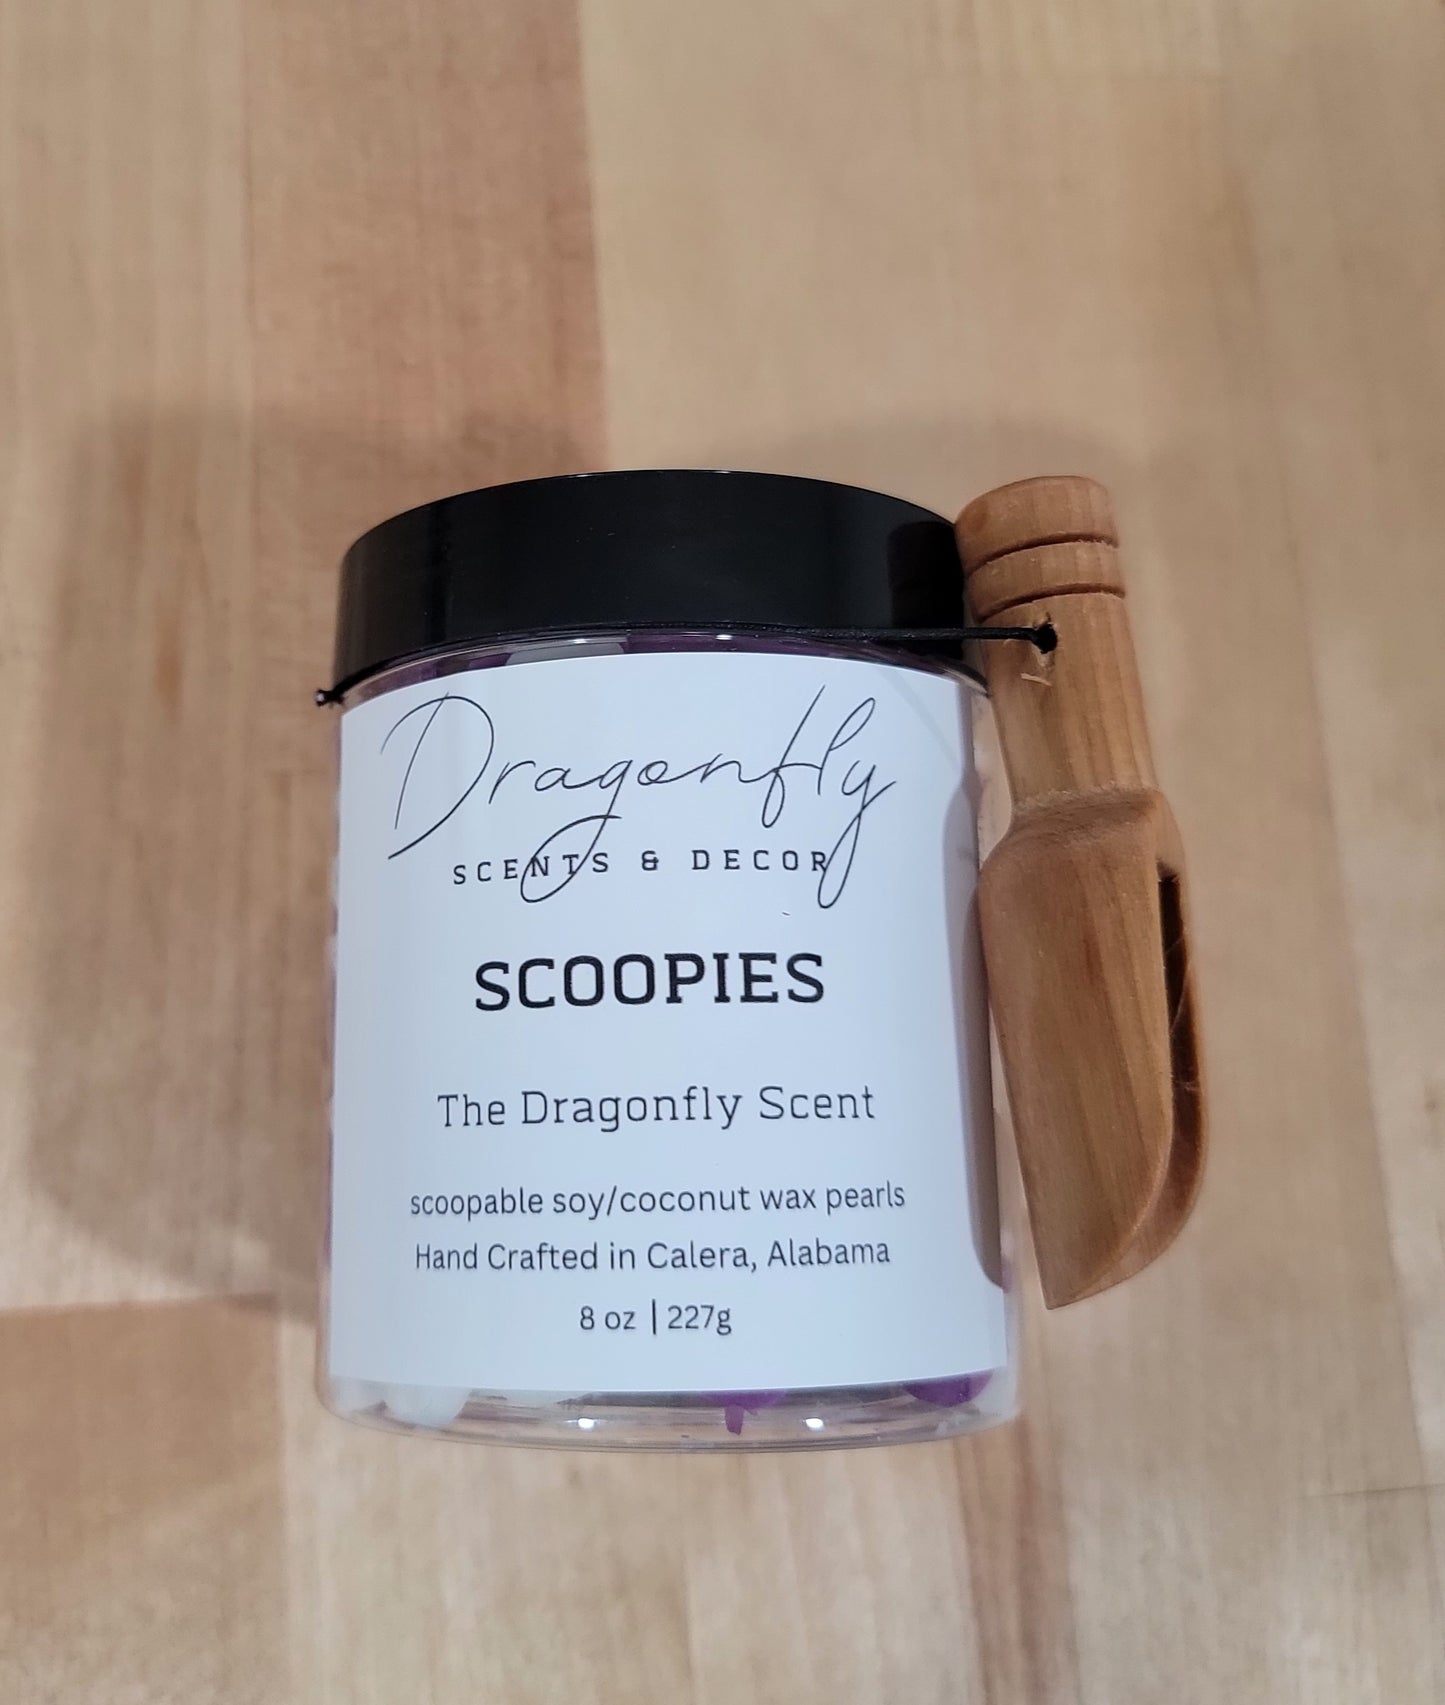 Dragonfly
SCENTS & DECOR
SCOOPIES
The Dragonfly Scent
scoopable soy/coconut wax pearls
Hand Crafted in Calera, Alabama
8 oz | 227g